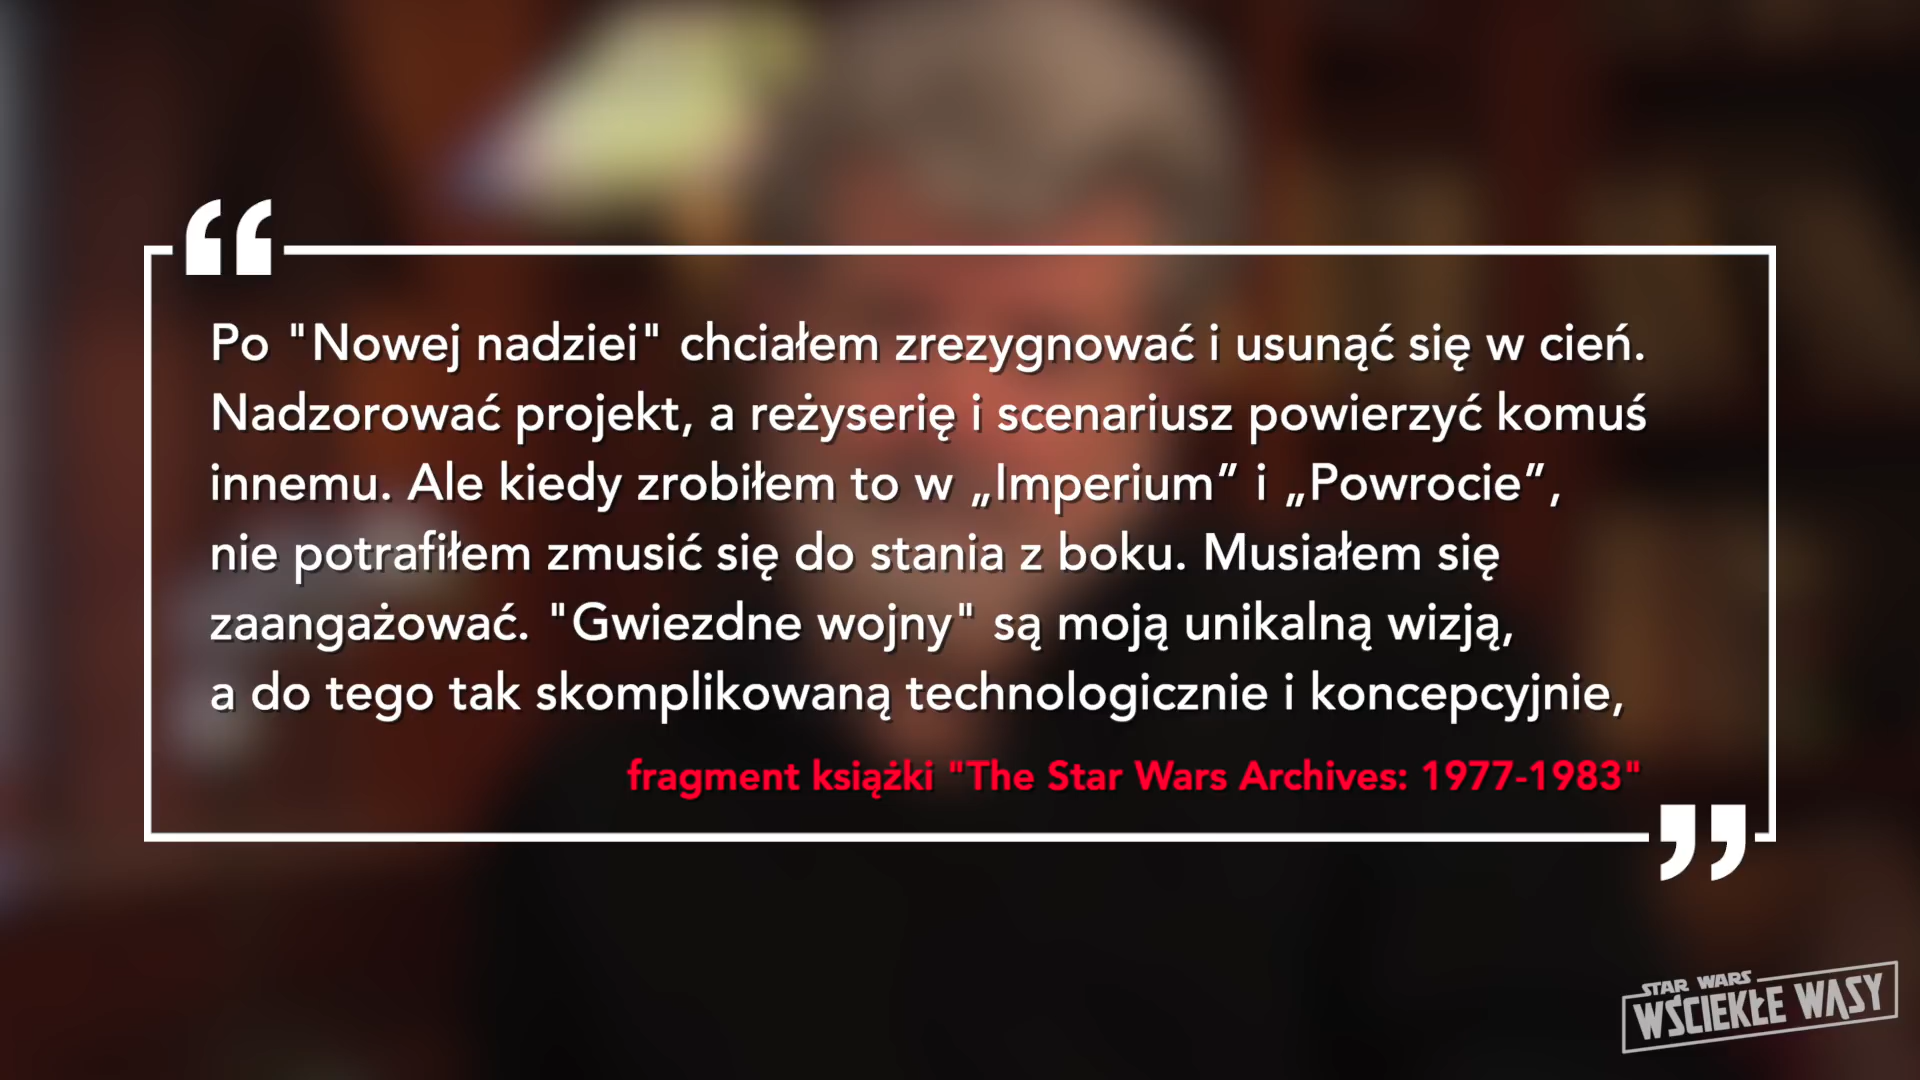 Po "Nowej nadziei" chciałem zrezygnować i usunąć się w cień.
Nadzorować projekt, a reżyserię i scenariusz powierzyć komuś
innemu. Ale kiedy zrobiłem to w „Imperium” i „Powrocie”,
nie potrafiłem zmusić się do stania z boku. Musiałem się
zaangażować. "Gwiezdne wojny" są moją unikalną wizją,
a do tego tak skomplikowaną technologicznie i koncepcyjnie,
fragment książki "The Star Wars Archives: 1977-1983"
STAR WARS
WŚCIEKŁE WĄSY